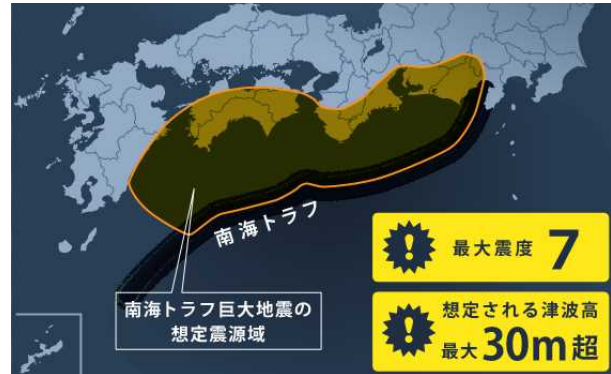 南海トラフ
南海トラフ巨大地震の
想定震源域
最大震度 7
想定される津波高
最大30m超